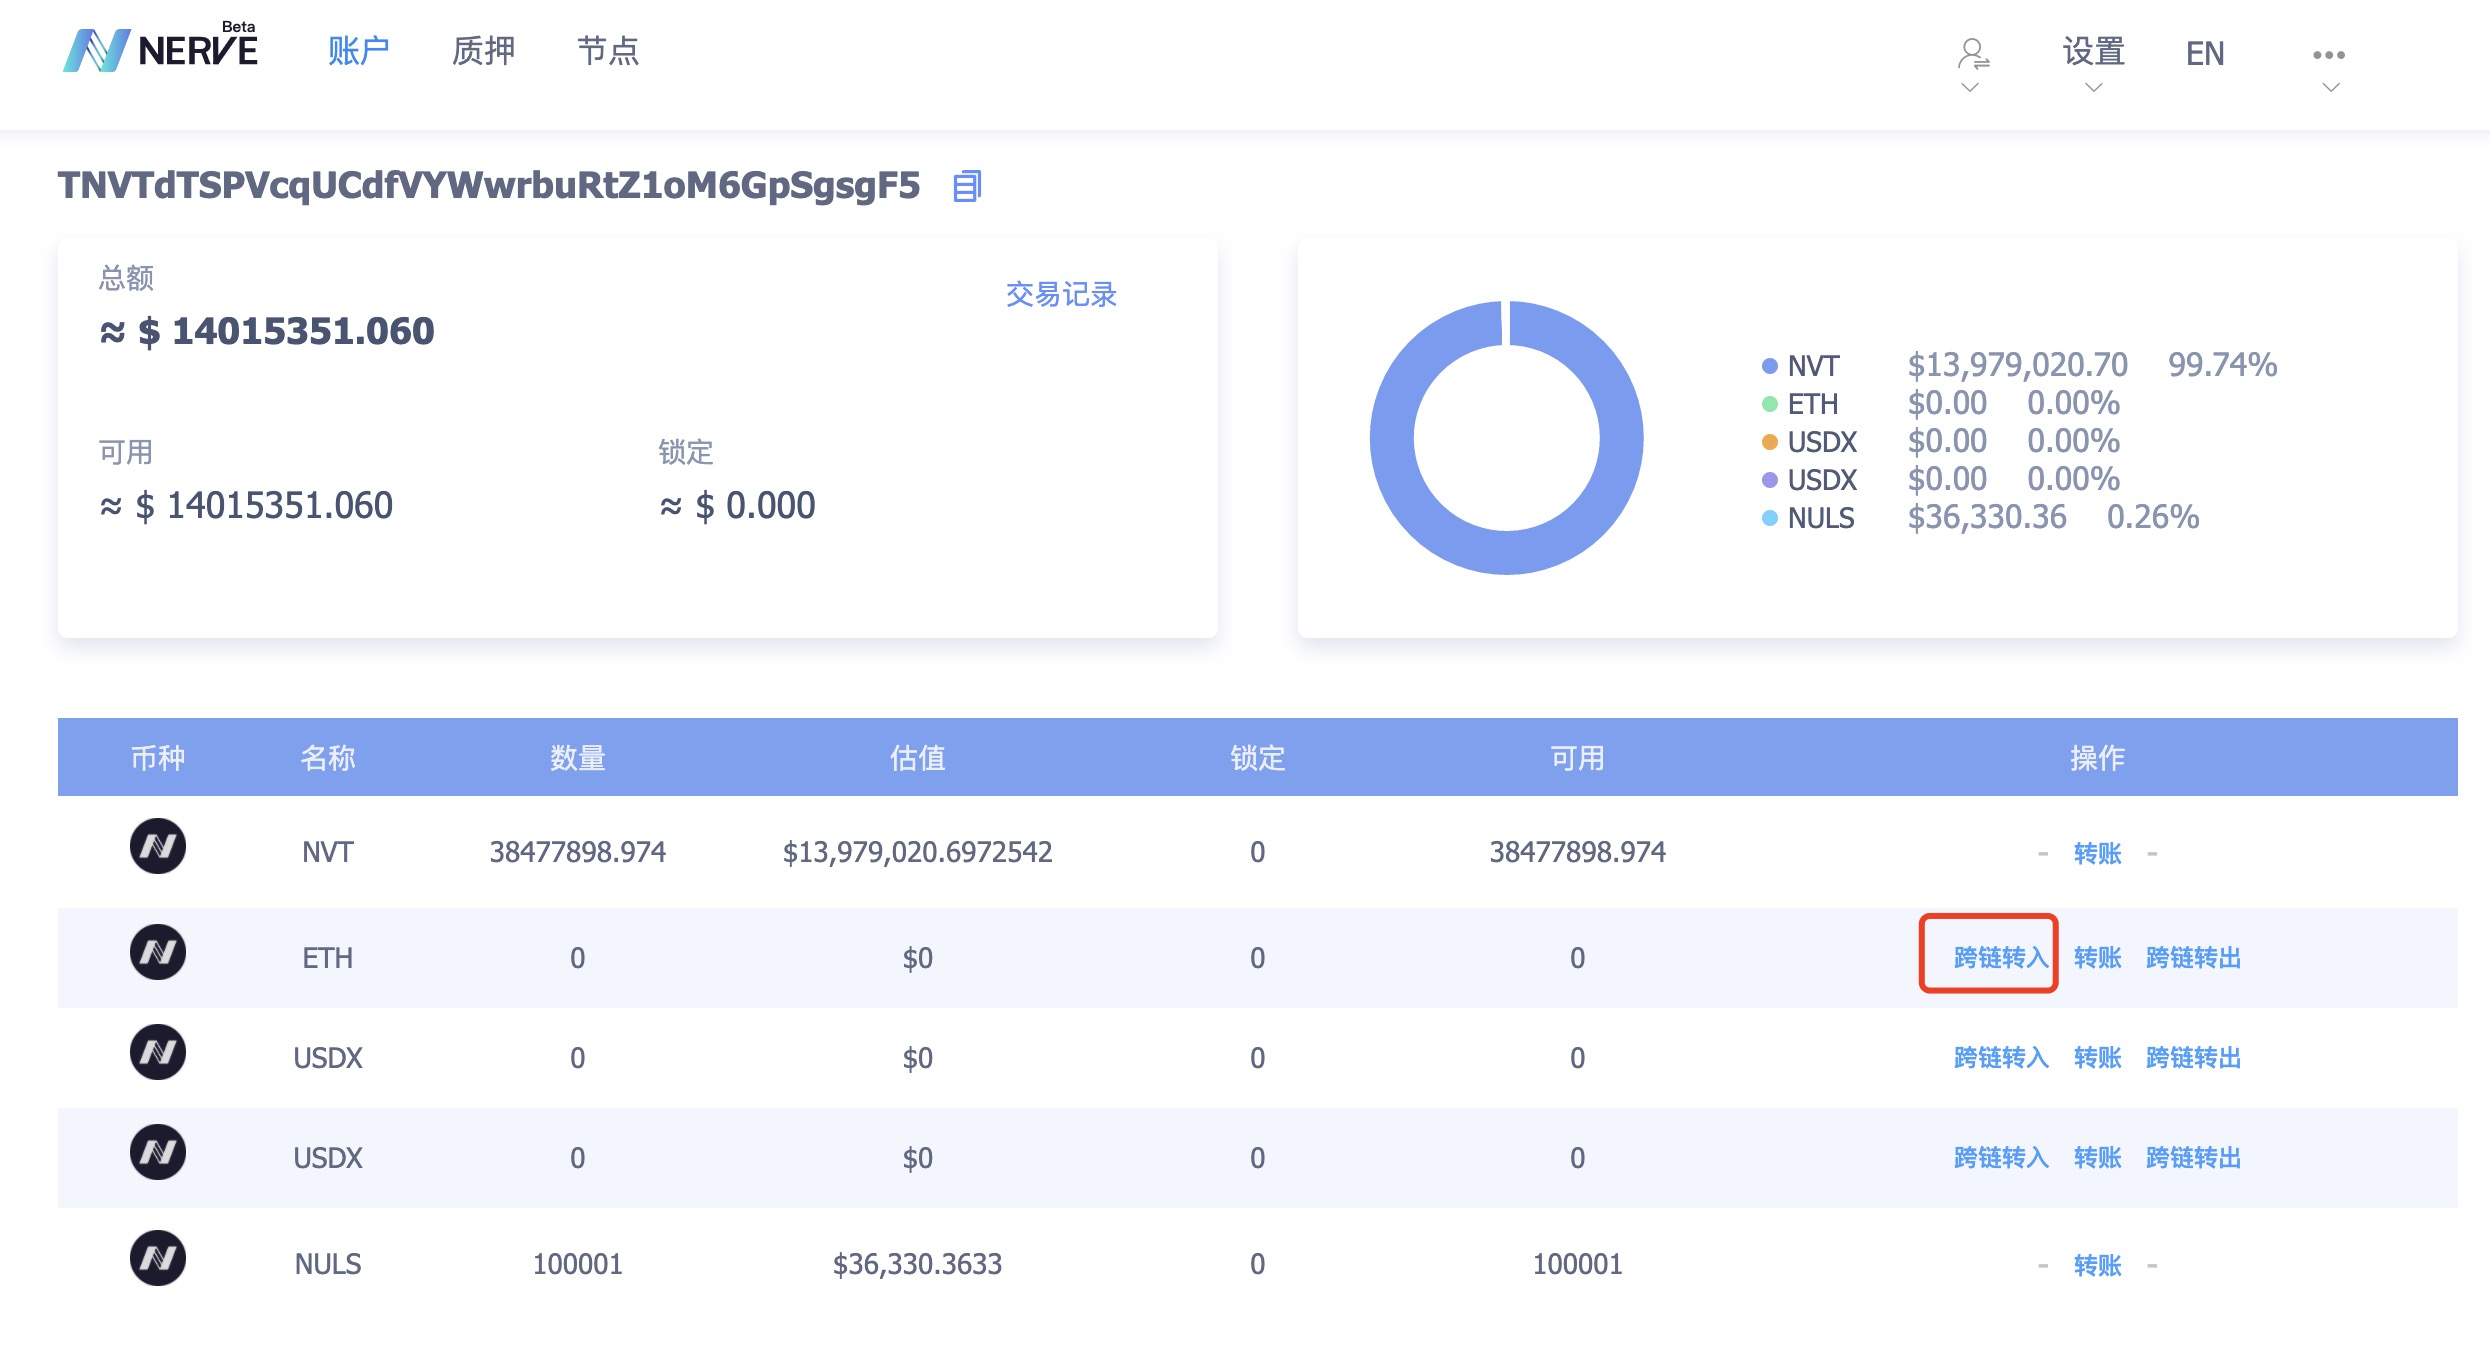 NERVE Beta 账户 质押 节点 设置 EN
TNVTdTSPVcqUCdfVYWwrbuRtZ1oM6GpSgsgF5
总额 交易记录
≈ $ 14015351.060
可用 锁定
≈ $ 14015351.060 ≈ $ 0.000
NVT $13,979,020.70 99.74%
ETH $0.00 0.00%
USDX $0.00 0.00%
USDX $0.00 0.00%
NULS $36,330.36 0.26%
币种 名称 数量 估值 锁定 可用 操作
NVT 38477898.974 $13,979,020.6972542 0 38477898.974 - 转账 -
ETH 0 $0 0 0 跨链转入 转账 跨链转出
USDX 0 $0 0 0 跨链转入 转账 跨链转出
USDX 0 $0 0 0 跨链转入 转账 跨链转出
NULS 100001 $36,330.3633 0 100001 - 转账 -